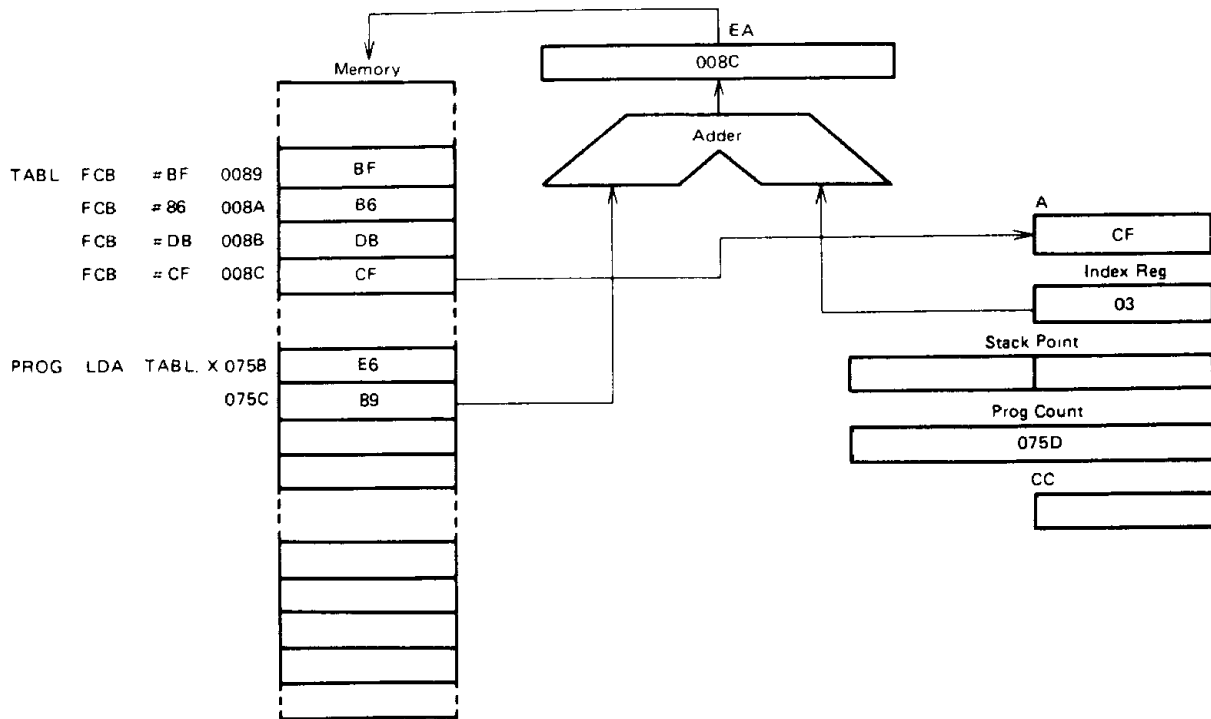 EA
008C
Memory
Adder
TABL FCB #BF 0089 BF
FCB #86 008A B6
FCB #DB 008B DB
FCB #CF 008C CF
A
CF
Index Reg
03
Stack Point
PROG LDA TABL. X 075B E6
075C B9
Prog Count
075D
CC